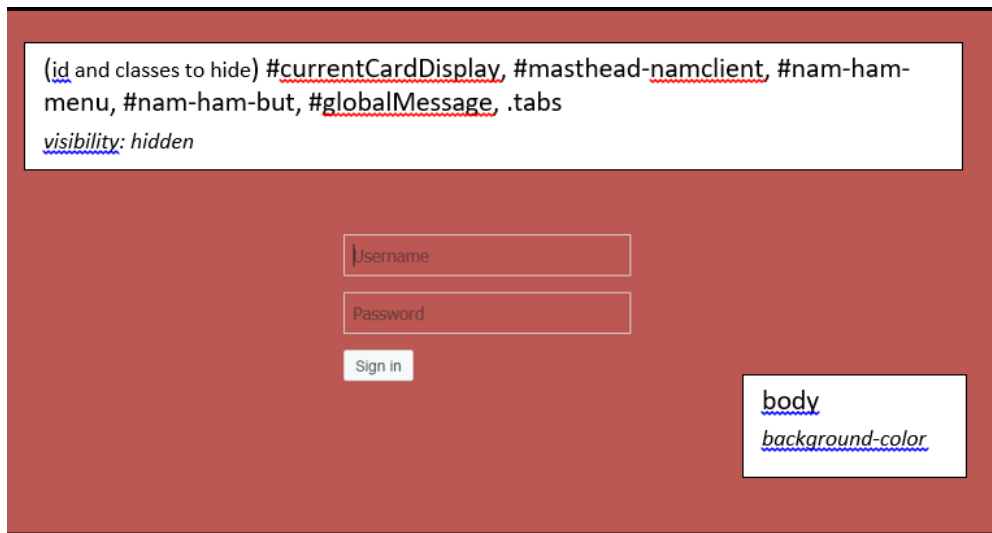 (id and classes to hide) #currentCardDisplay, #masthead-namclient, #nam-ham-
menu, #nam-ham-but, #globalMessage, .tabs
visibility: hidden
Username
Password
Sign in
body
background-color